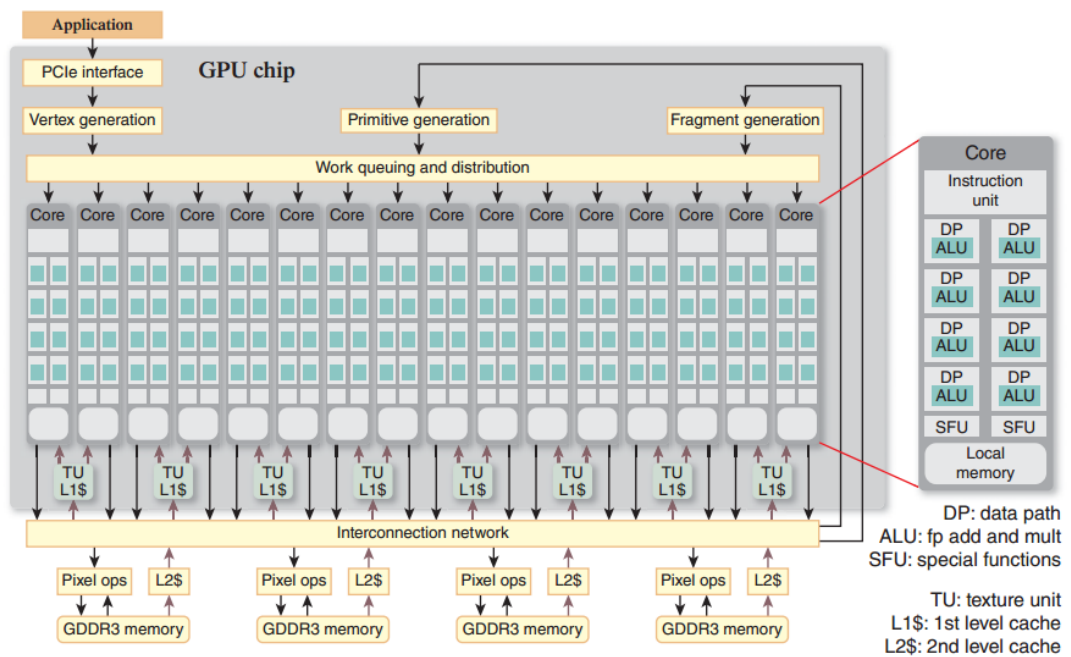 Application
PCIe interface
GPU chip
Vertex generation
Primitive generation
Fragment generation
Work queuing and distribution
Core Core Core Core Core Core Core Core Core Core Core Core Core Core Core Core
TU TU TU TU TU TU TU TU
L1$ L1$ L1$ L1$ L1$ L1$ L1$ L1$
Interconnection network
Pixel ops L2$ Pixel ops L2$ Pixel ops L2$ Pixel ops L2$
GDDR3 memory GDDR3 memory GDDR3 memory GDDR3 memory
Core
Instruction
unit
DP DP
ALU ALU
DP DP
ALU ALU
DP DP
ALU ALU
DP DP
ALU ALU
SFU SFU
Local
memory
DP: data path
ALU: fp add and mult
SFU: special functions
TU: texture unit
L1$: 1st level cache
L2$: 2nd level cache